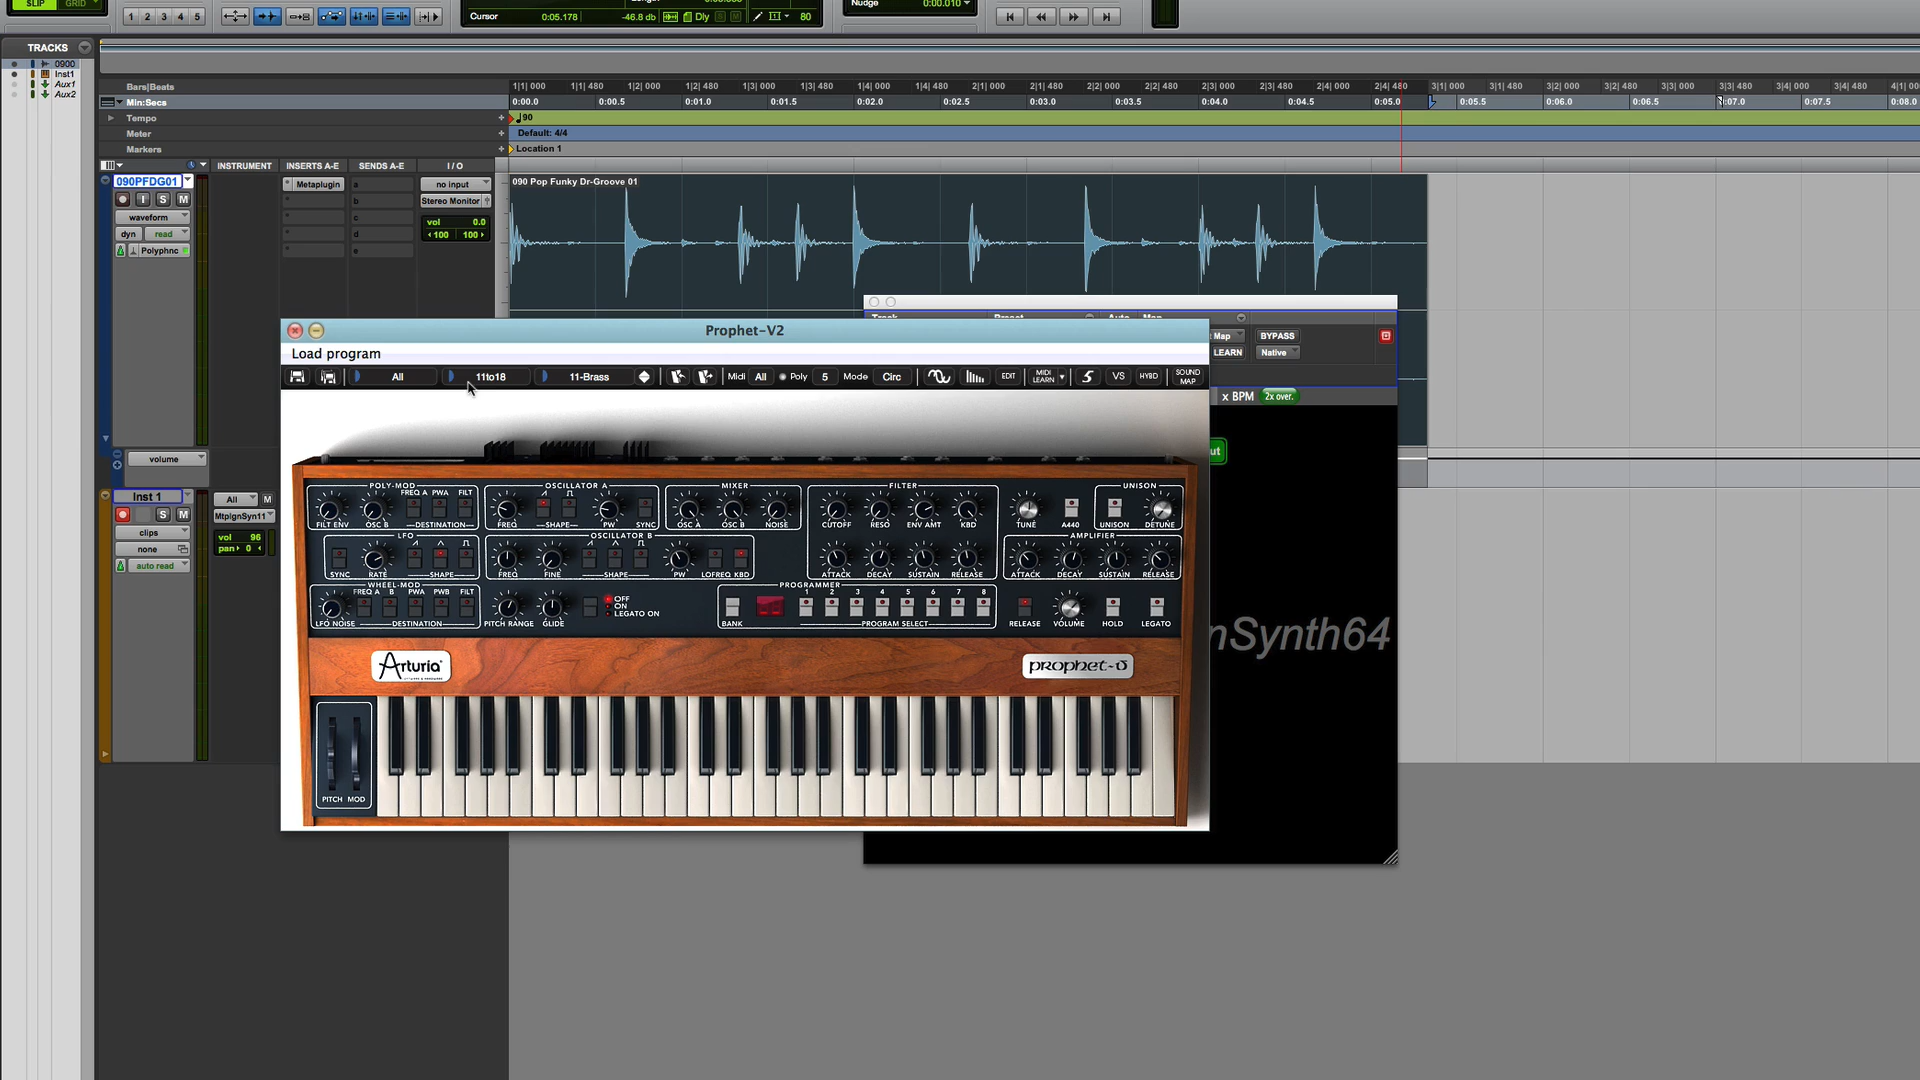 SLIP
GRID
1 2 3 4 5
Cursor 0:05.178 -46.8 db Dly 80
Nudge 0:00.010
TRACKS
0900
Inst1
Aux1
Aux2
Bars|Beats
1|1| 000 1|1| 480 1|2| 000 1|2| 480 1|3| 000 1|3| 480 1|4| 000 1|4| 480 2|1| 000 2|1| 480 2|2| 000 2|2| 480 2|3| 000 2|3| 480 2|4| 000 2|4| 480 3|1| 000 3|1| 480 3|2| 000 3|2| 480 3|3| 000 3|3| 480 3|4| 000 3|4| 480 4|1| 00
Min:Secs
0:00.0 0:00.5 0:01.0 0:01.5 0:02.0 0:02.5 0:03.0 0:03.5 0:04.0 0:04.5 0:05.0 0:05.5 0:06.0 0:06.5 0:07.0 0:07.5 0:08.0
Tempo
90
Meter
Default: 4/4
Markers
Location 1
INSTRUMENT INSERTS A-E SENDS A-E I / O
090PFDG01
I S M
waveform
dyn read
Polyphnc
Metaplugin
a
b
c
d
e
no input
Stereo Monitor
vol 0.0
100 100
090 Pop Funky Dr-Groove 01
volume
Inst 1
S M
clips
none
auto read
All M
MtplgnSyn11
vol 96
pan 0
Track Preset Auto Map
t Map BYPASS
LEARN Native
x BPM 2x over.
ut
nSynth64
Prophet-V2
Load program
All 11to18 11-Brass Midi All Poly 5 Mode Circ EDIT MIDI LEARN VS HYBD SOUND MAP
POLY-MOD
FREQ A PWA FILT
FILT ENV OSC B DESTINATION
OSCILLATOR A
FREQ SHAPE PW SYNC
MIXER
OSC A OSC B NOISE
FILTER
CUTOFF RESO ENV AMT KBD
TUNE A440
UNISON
UNISON DETUNE
LFO
SYNC RATE SHAPE
OSCILLATOR B
FREQ FINE SHAPE PW LOFREQ KBD
ATTACK DECAY SUSTAIN RELEASE
AMPLIFIER
ATTACK DECAY SUSTAIN RELEASE
WHEEL-MOD
FREQ A B PWA PWB FILT
LFO NOISE DESTINATION
PITCH RANGE GLIDE
OFF
ON
LEGATO ON
PROGRAMMER
1 2 3 4 5 6 7 8
BANK PROGRAM SELECT
RELEASE VOLUME HOLD LEGATO
Arturia
prophet-5
PITCH MOD